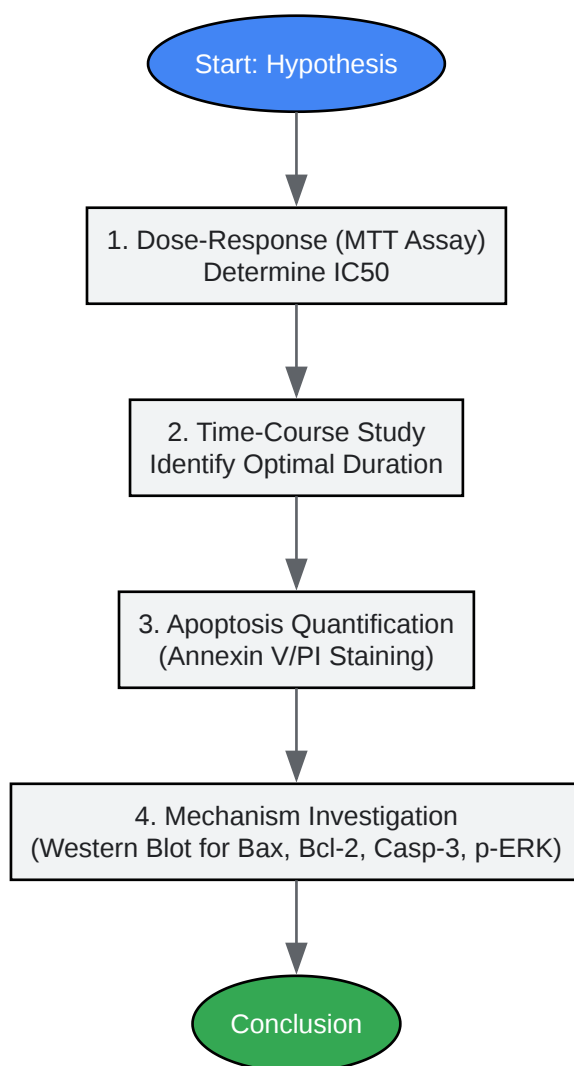 Start: Hypothesis
1. Dose-Response (MTT Assay)
Determine IC50
2. Time-Course Study
Identify Optimal Duration
3. Apoptosis Quantification
(Annexin V/PI Staining)
4. Mechanism Investigation
(Western Blot for Bax, Bcl-2, Casp-3, p-ERK)
Conclusion